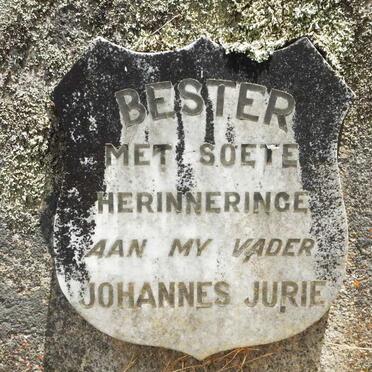 BESTER
MET SOETE
HERINNERINGE
AAN MY VADER
JOHANNES JURIE